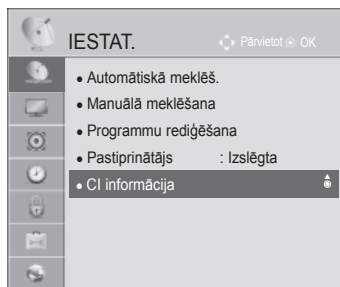 IESTAT.
Pārvietot OK
● Automātiskā meklēš.
● Manuālā meklēšana
● Programmu rediģēšana
● Pastiprinātājs : Izslēgta
● CI informācija